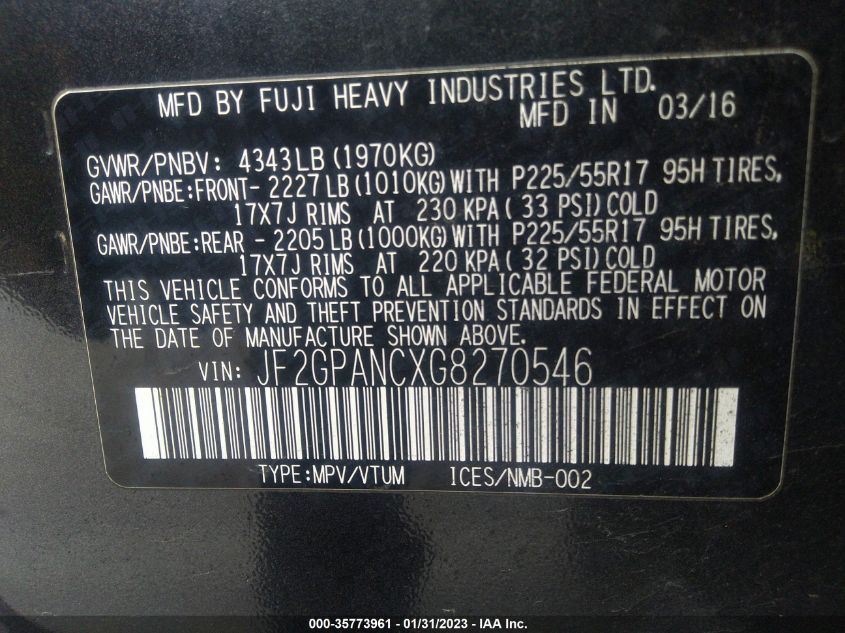 MFD BY FUJI HEAVY INDUSTRIES LTD.
MFD IN 03/16
GVWR/PNBV: 4343LB (1970KG)
GAWR/PNBE:FRONT- 2227LB (1010KG) WITH P225/55R17 95H TIRES,
17X7J RIMS AT 230 KPA( 33 PSI) COLD
GAWR/PNBE:REAR - 2205LB (1000KG) WITH P225/55R17 95H TIRES,
17X7J RIMS AT 220 KPA( 32 PSI) COLD
THIS VEHICLE CONFORMS TO ALL APPLICABLE FEDERAL MOTOR
VEHICLE SAFETY AND THEFT PREVENTION STANDARDS IN EFFECT ON
THE DATE OF MANUFACTURE SHOWN ABOVE.
VIN: JF2GPANCXG8270546
TYPE:MPV/VTUM ICES/NMB-002
000-35773961 / 01/31/2023 - IAA Inc.